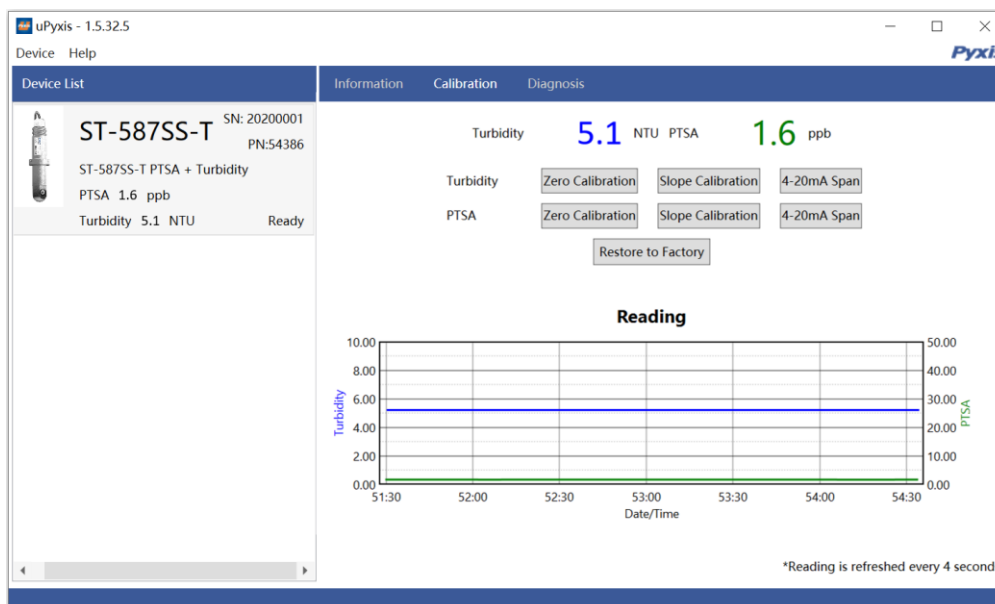 uPyxis - 1.5.32.5
Device Help
Pyxis
Device List
Information Calibration Diagnosis
ST-587SS-T
SN: 20200001
PN:54386
ST-587SS-T PTSA + Turbidity
PTSA 1.6 ppb
Turbidity 5.1 NTU Ready
Turbidity 5.1 NTU PTSA 1.6 ppb
Turbidity Zero Calibration Slope Calibration 4-20mA Span
PTSA Zero Calibration Slope Calibration 4-20mA Span
Restore to Factory
Reading
Turbidity
10.00
8.00
6.00
4.00
2.00
0.00
50.00
40.00
30.00
20.00
10.00
0.00
PTSA
51:30 52:00 52:30 53:00 53:30 54:00 54:30
Date/Time
*Reading is refreshed every 4 second